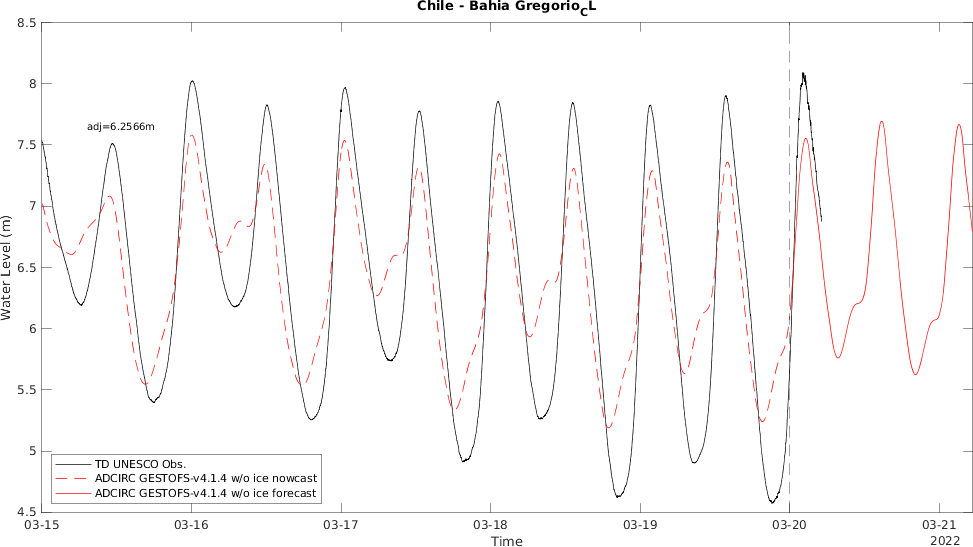 Chile - Bahia Gregorio_CL
8.5
8
7.5
7
6.5
6
5.5
5
4.5
Water Level (m)
adj=6.2566m
TD UNESCO Obs.
ADCIRC GESTOFS-v4.1.4 w/o ice nowcast
ADCIRC GESTOFS-v4.1.4 w/o ice forecast
03-15 03-16 03-17 03-18 03-19 03-20 03-21
Time 2022